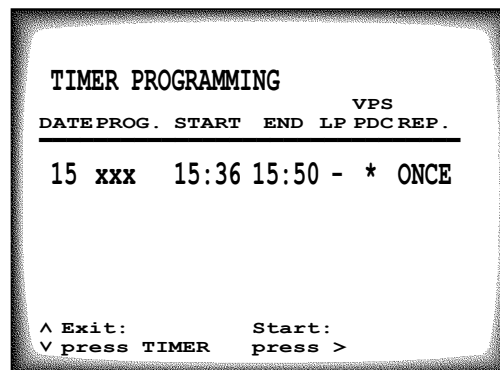 TIMER PROGRAMMING
VPS
DATE PROG. START END LP PDC REP.
15 xxx 15:36 15:50 - * ONCE
^ Exit: Start:
v press TIMER press >